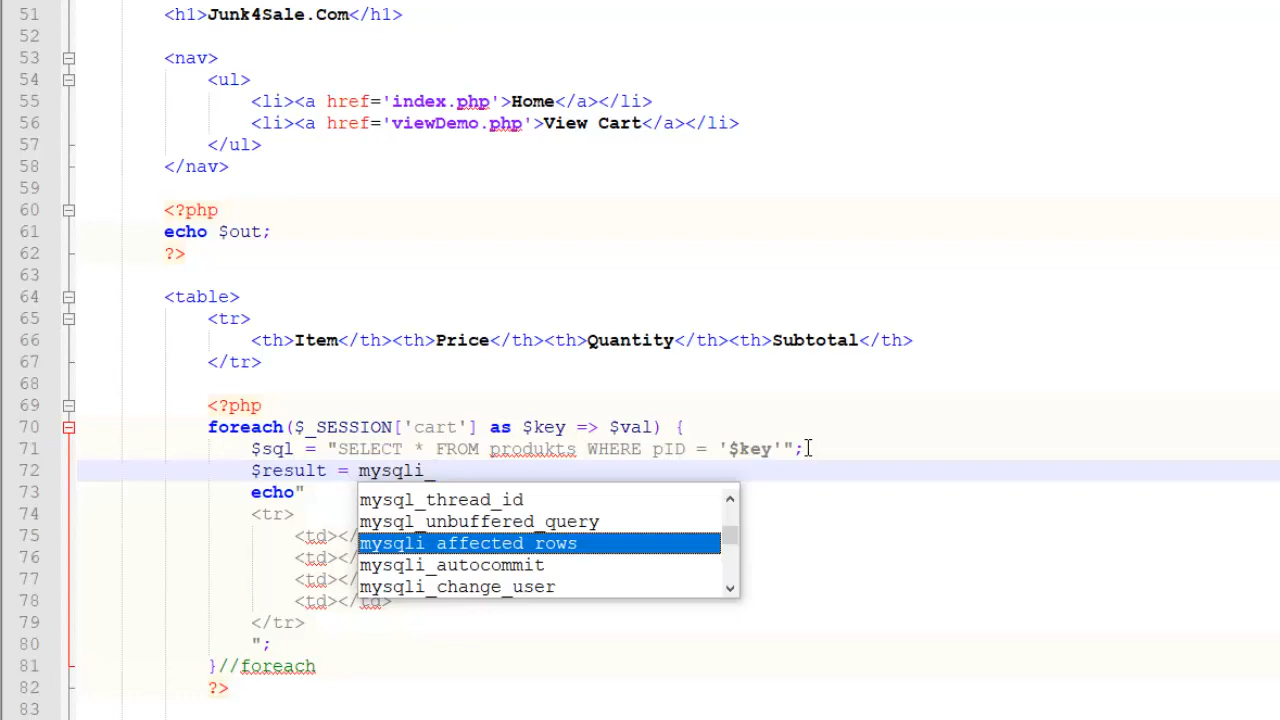 51 <h1>Junk4Sale.Com</h1>
52
53 <nav>
54 <ul>
55 <li><a href='index.php'>Home</a></li>
56 <li><a href='viewDemo.php'>View Cart</a></li>
57 </ul>
58 </nav>
59
60 <?php
61 echo $out;
62 ?>
63
64 <table>
65 <tr>
66 <th>Item</th><th>Price</th><th>Quantity</th><th>Subtotal</th>
67 </tr>
68
69 <?php
70 foreach($_SESSION['cart'] as $key => $val) {
71 $sql = "SELECT * FROM produkts WHERE pID = '$key'";
72 $result = mysqli_
73 echo"
mysql_thread_id
74 <tr>
mysql_unbuffered_query
75 <td></
mysqli_affected_rows
76 <td></
mysqli_autocommit
77 <td></
mysqli_change_user
78 <td></td>
79 </tr>
80 ";
81 }//foreach
82 ?>
83